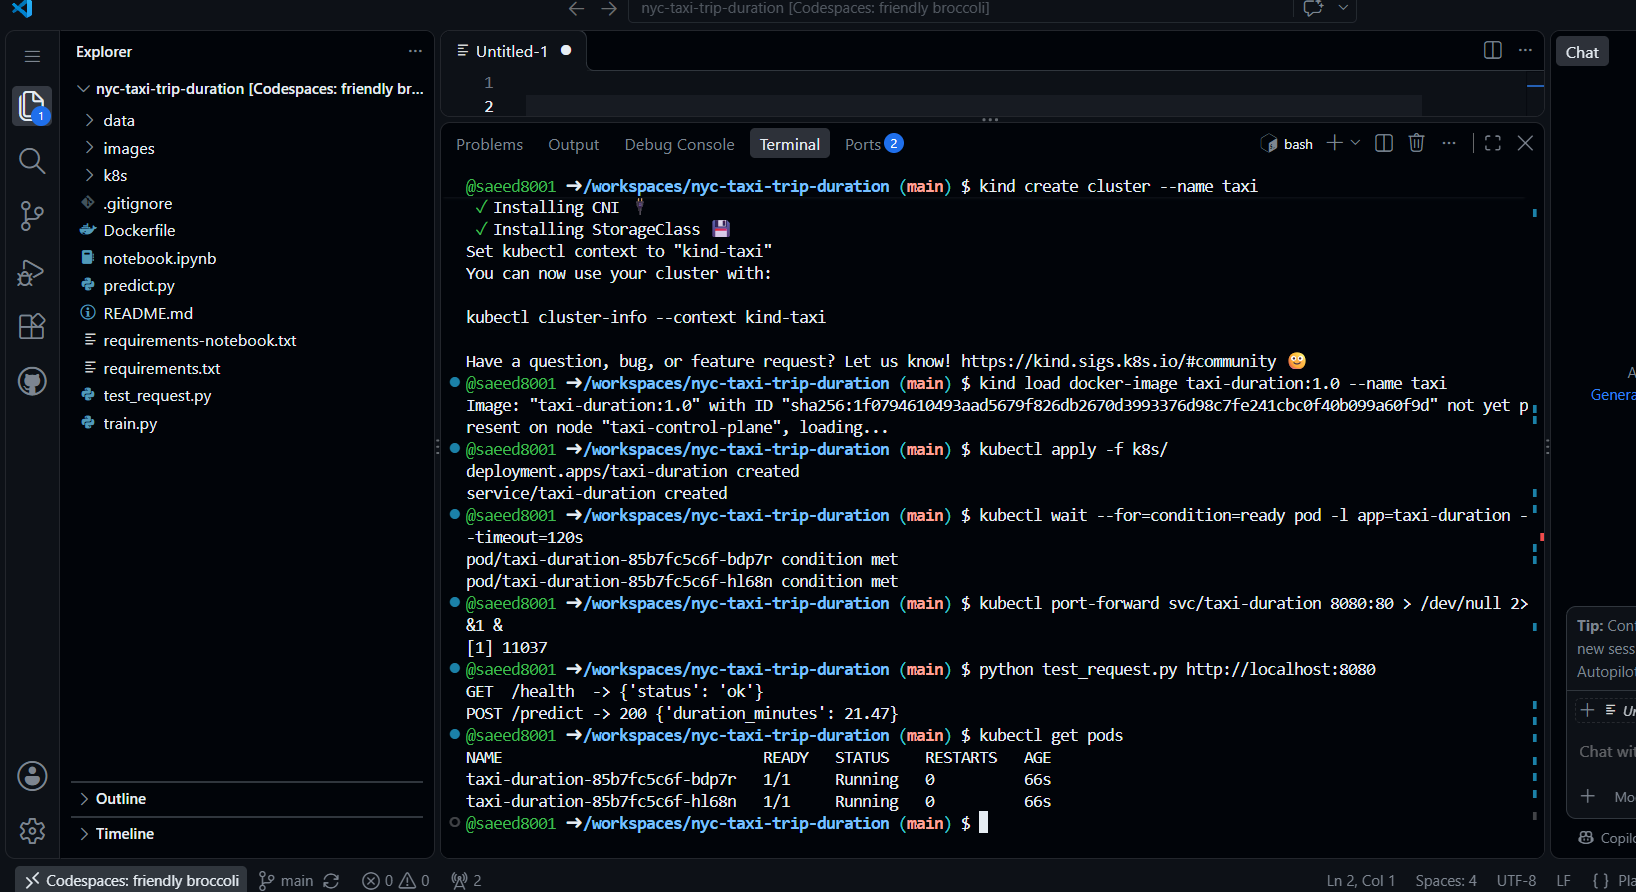 nyc-taxi-trip-duration [Codespaces: friendly broccoli]
Explorer
nyc-taxi-trip-duration [Codespaces: friendly br...
data
images
k8s
.gitignore
Dockerfile
notebook.ipynb
predict.py
README.md
requirements-notebook.txt
requirements.txt
test_request.py
train.py
Outline
Timeline
1
Untitled-1
1
2
Problems
Output
Debug Console
Terminal
Ports 2
bash
@saeed8001 ➜/workspaces/nyc-taxi-trip-duration (main) $ kind create cluster --name taxi
✓ Installing CNI
✓ Installing StorageClass 💾
Set kubectl context to "kind-taxi"
You can now use your cluster with:
kubectl cluster-info --context kind-taxi
Have a question, bug, or feature request? Let us know! https://kind.sigs.k8s.io/#community 🙂
@saeed8001 ➜/workspaces/nyc-taxi-trip-duration (main) $ kind load docker-image taxi-duration:1.0 --name taxi
Image: "taxi-duration:1.0" with ID "sha256:1f0794610493aad5679f826db2670d3993376d98c7fe241cbc0f40b099a60f9d" not yet p
resent on node "taxi-control-plane", loading...
@saeed8001 ➜/workspaces/nyc-taxi-trip-duration (main) $ kubectl apply -f k8s/
deployment.apps/taxi-duration created
service/taxi-duration created
@saeed8001 ➜/workspaces/nyc-taxi-trip-duration (main) $ kubectl wait --for=condition=ready pod -l app=taxi-duration -
-timeout=120s
pod/taxi-duration-85b7fc5c6f-bdp7r condition met
pod/taxi-duration-85b7fc5c6f-hl68n condition met
@saeed8001 ➜/workspaces/nyc-taxi-trip-duration (main) $ kubectl port-forward svc/taxi-duration 8080:80 > /dev/null 2>
&1 &
[1] 11037
@saeed8001 ➜/workspaces/nyc-taxi-trip-duration (main) $ python test_request.py http://localhost:8080
GET  /health  -> {'status': 'ok'}
POST /predict -> 200 {'duration_minutes': 21.47}
@saeed8001 ➜/workspaces/nyc-taxi-trip-duration (main) $ kubectl get pods
NAME READY STATUS RESTARTS AGE
taxi-duration-85b7fc5c6f-bdp7r 1/1 Running 0 66s
taxi-duration-85b7fc5c6f-hl68n 1/1 Running 0 66s
@saeed8001 ➜/workspaces/nyc-taxi-trip-duration (main) $
Chat
A
Genera
Tip: Con
new sess
Autopilo
Un
Chat wit
Mo
Copilo
Codespaces: friendly broccoli
main
0 0
2
Ln 2, Col 1
Spaces: 4
UTF-8
LF
{ } Pla